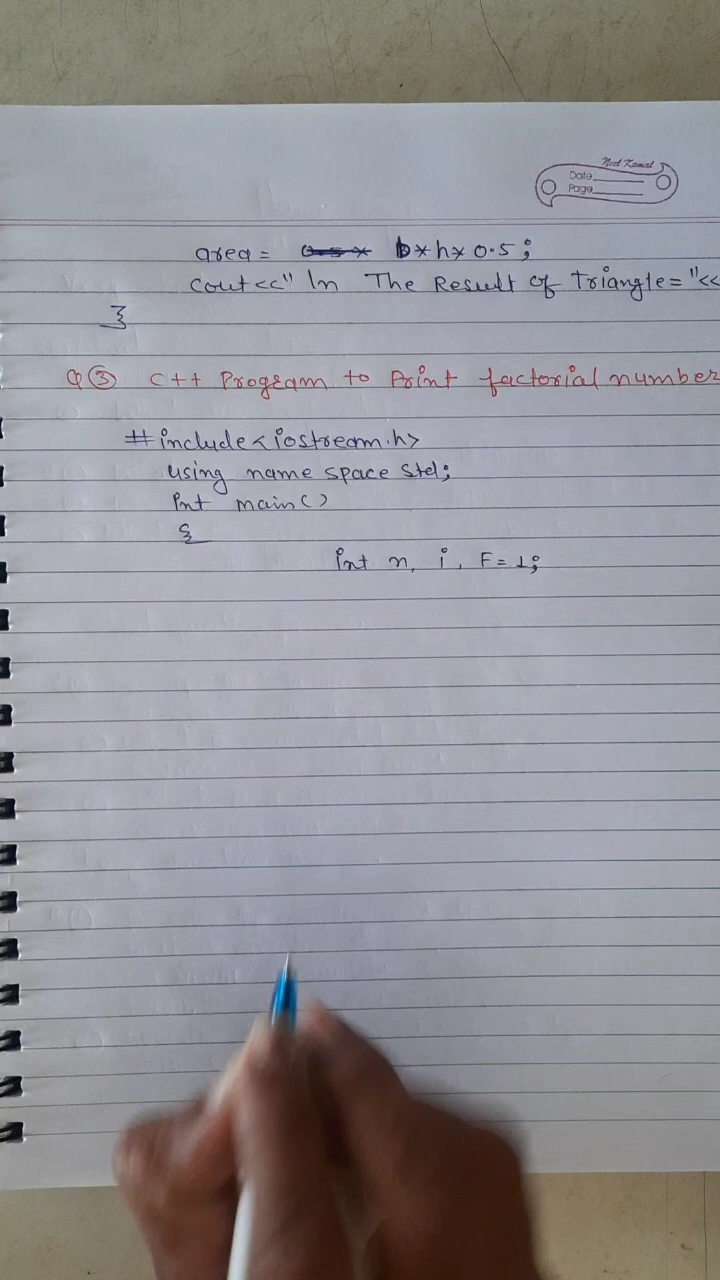 Neel Kamal
Date
Page
area = b*h*0.5;
cout<<" In The Result of Triangle="<<
}
Q③ C++ Program to Print factorial number
#include<iostream.h>
using name space std;
int main()
{
int n, i, F=1;